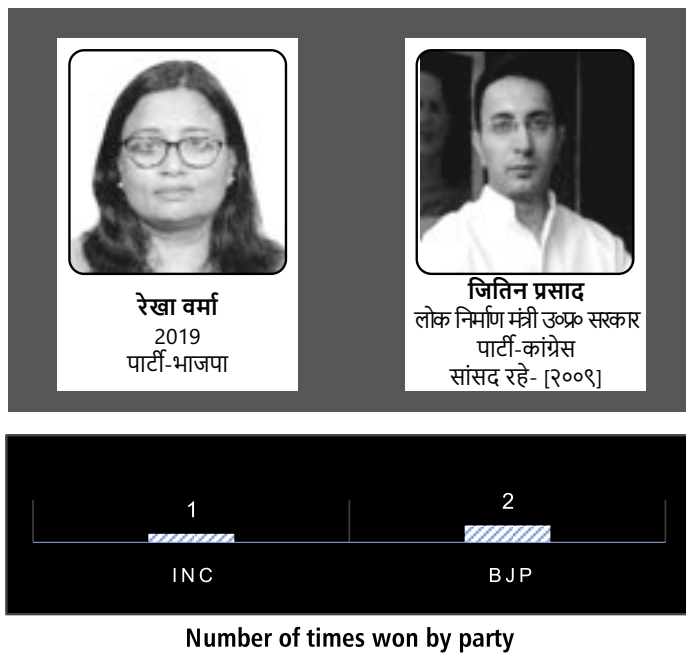 रेखा वर्मा
2019
पार्टी-भाजपा
जितिन प्रसाद
लोक निर्माण मंत्री उ०प्र० सरकार
पार्टी-कांग्रेस
सांसद रहे- [२००९]
1
2
INC
BJP
Number of times won by party